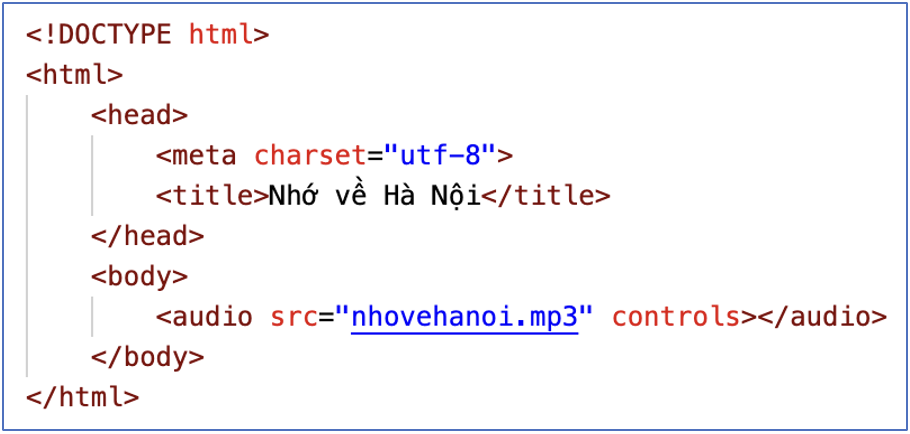 <!DOCTYPE html>
<html>
<head>
<meta charset="utf-8">
<title>Nhớ về Hà Nội</title>
</head>
<body>
<audio src="nhovehanoi.mp3" controls></audio>
</body>
</html>